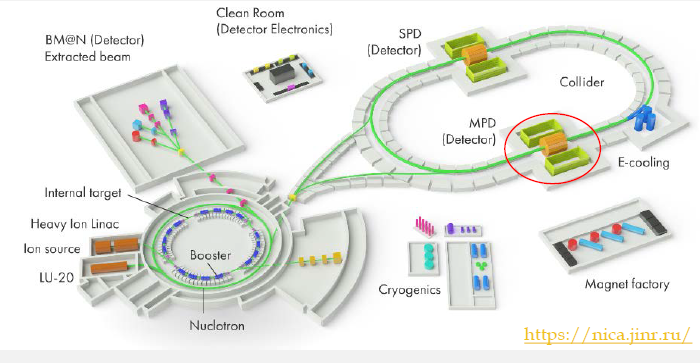 BM@N (Detector)
Extracted beam
Clean Room
(Detector Electronics)
SPD
(Detector)
Collider
MPD
(Detector)
E-cooling
Internal target
Heavy Ion Linac
Ion source
LU-20
Booster
Nuclotron
Cryogenics
Magnet factory
https://nica.jinr.ru/